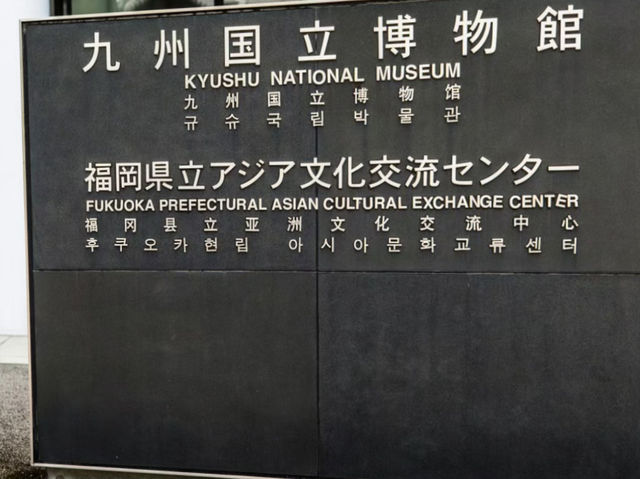 九州国立博物館
KYUSHU NATIONAL MUSEUM
九州国立博物馆
규슈국립박물관
福岡県立アジア文化交流センター
FUKUOKA PREFECTURAL ASIAN CULTURAL EXCHANGE CENTER
福冈县立亚洲文化交流中心
후쿠오카현립 아시아문화교류센터